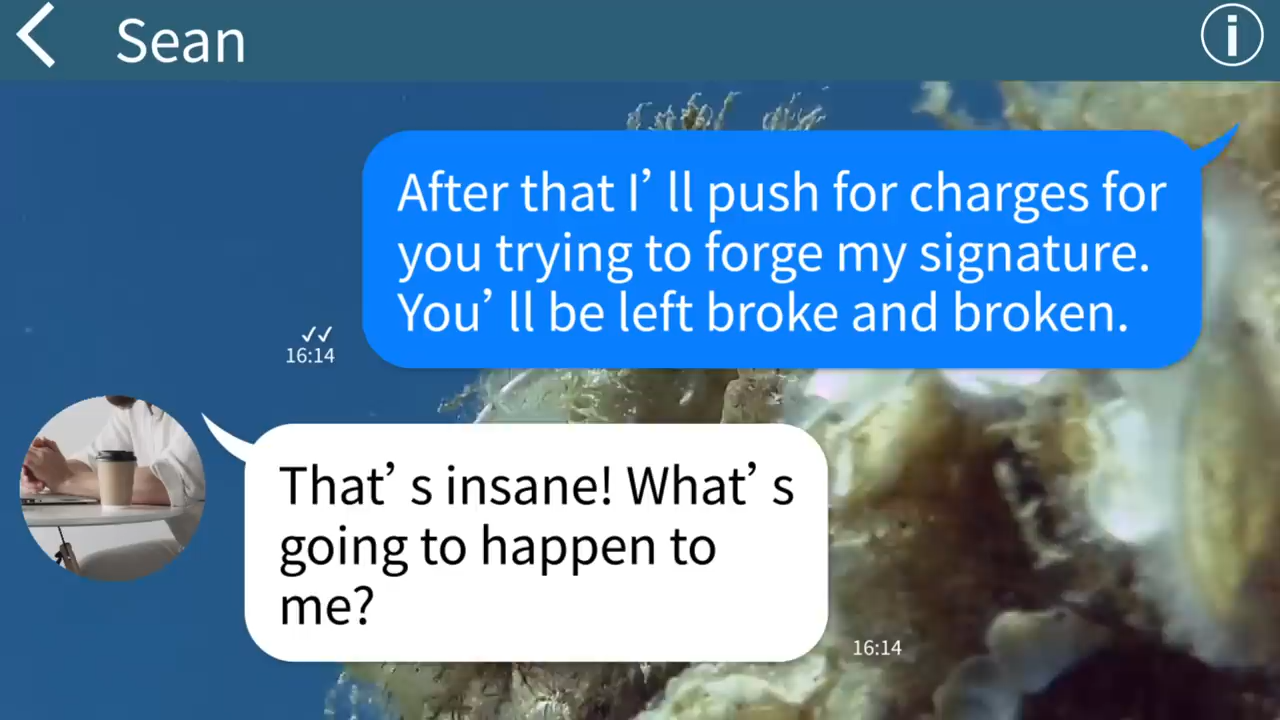 Sean
After that I’ ll push for charges for
you trying to forge my signature.
You’ ll be left broke and broken.
16:14
That’ s insane! What’ s
going to happen to
me?
16:14